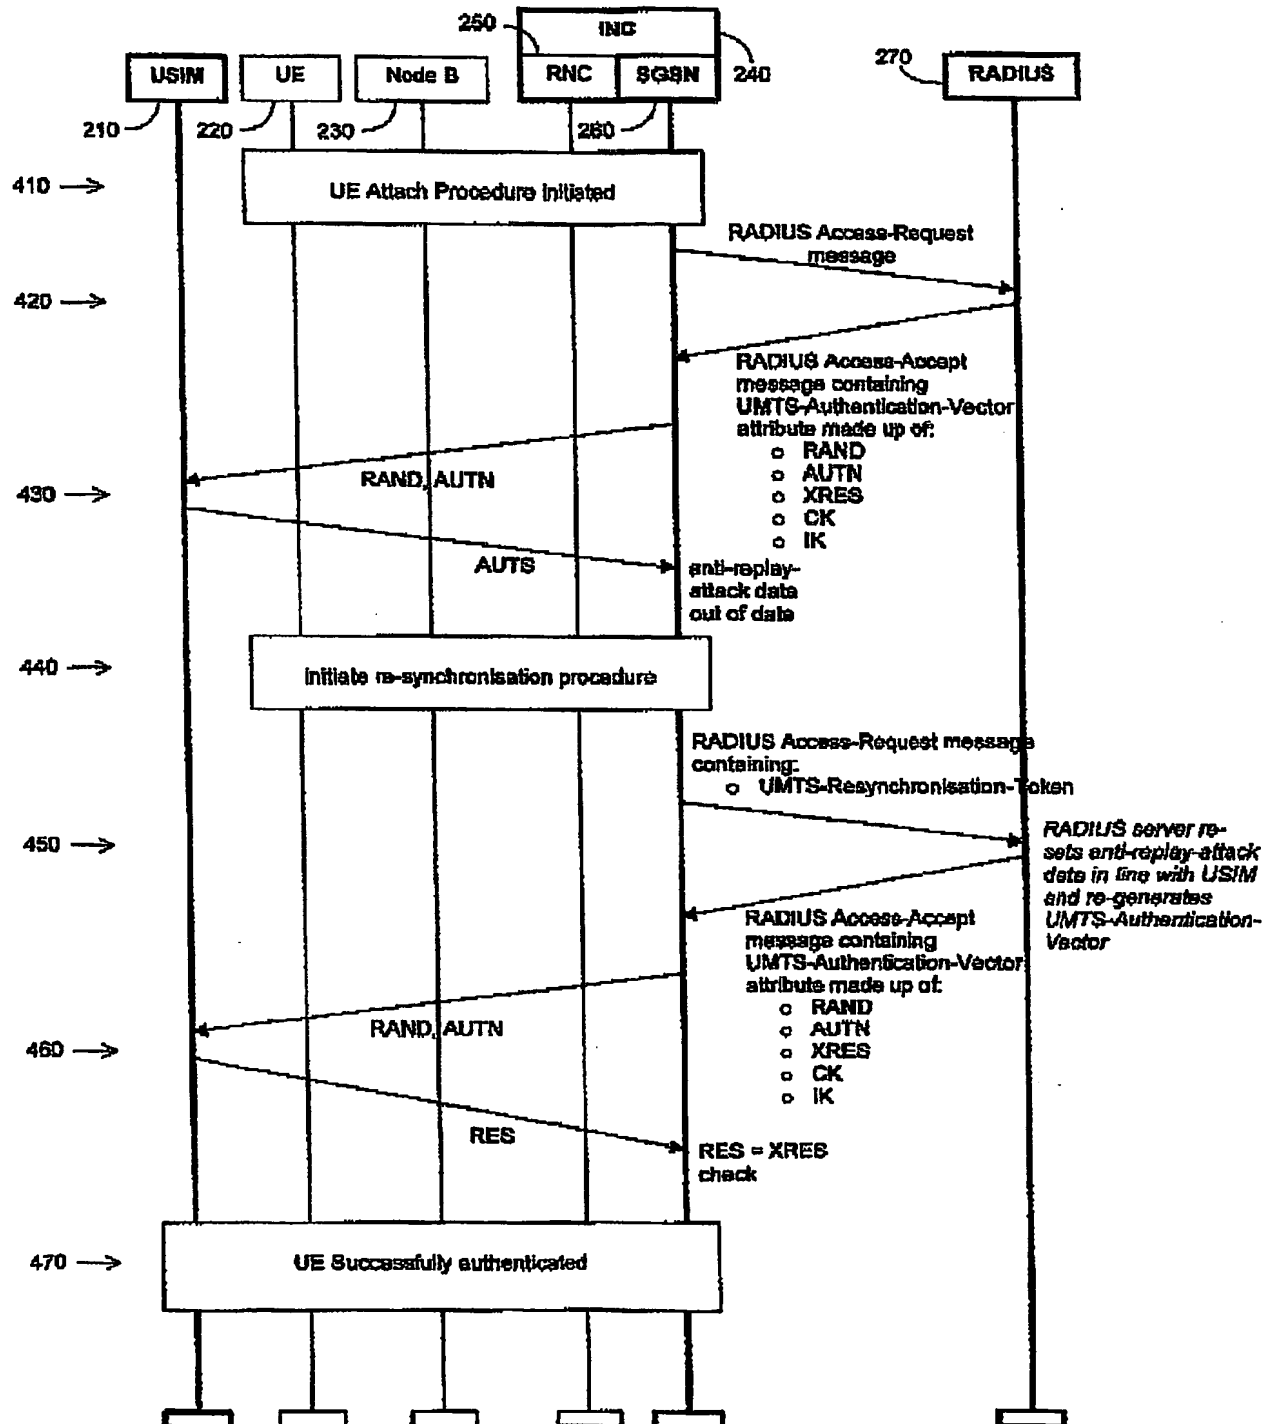 250
INC
240
270
USIM
UE
Node B
RNC
SGSN
RADIUS
210
220
230
260
410
UE Attach Procedure initiated
RADIUS Access-Request
message
420
RADIUS Access-Accept
message containing
UMTS-Authentication-Vector
attribute made up of:
o RAND
o AUTN
o XRES
o CK
o IK
RAND, AUTN
430
AUTS
anti-replay-
attack data
out of date
440
initiate re-synchronisation procedure
RADIUS Access-Request message
containing:
o UMTS-Resynchronisation-Token
450
RADIUS server re-
sets anti-replay-attack
data in line with USIM
and re-generates
UMTS-Authentication-
Vector
RADIUS Access-Accept
message containing
UMTS-Authentication-Vector
attribute made up of:
o RAND
o AUTN
o XRES
o CK
o IK
RAND, AUTN
460
RES
RES = XRES
check
470
UE Successfully authenticated